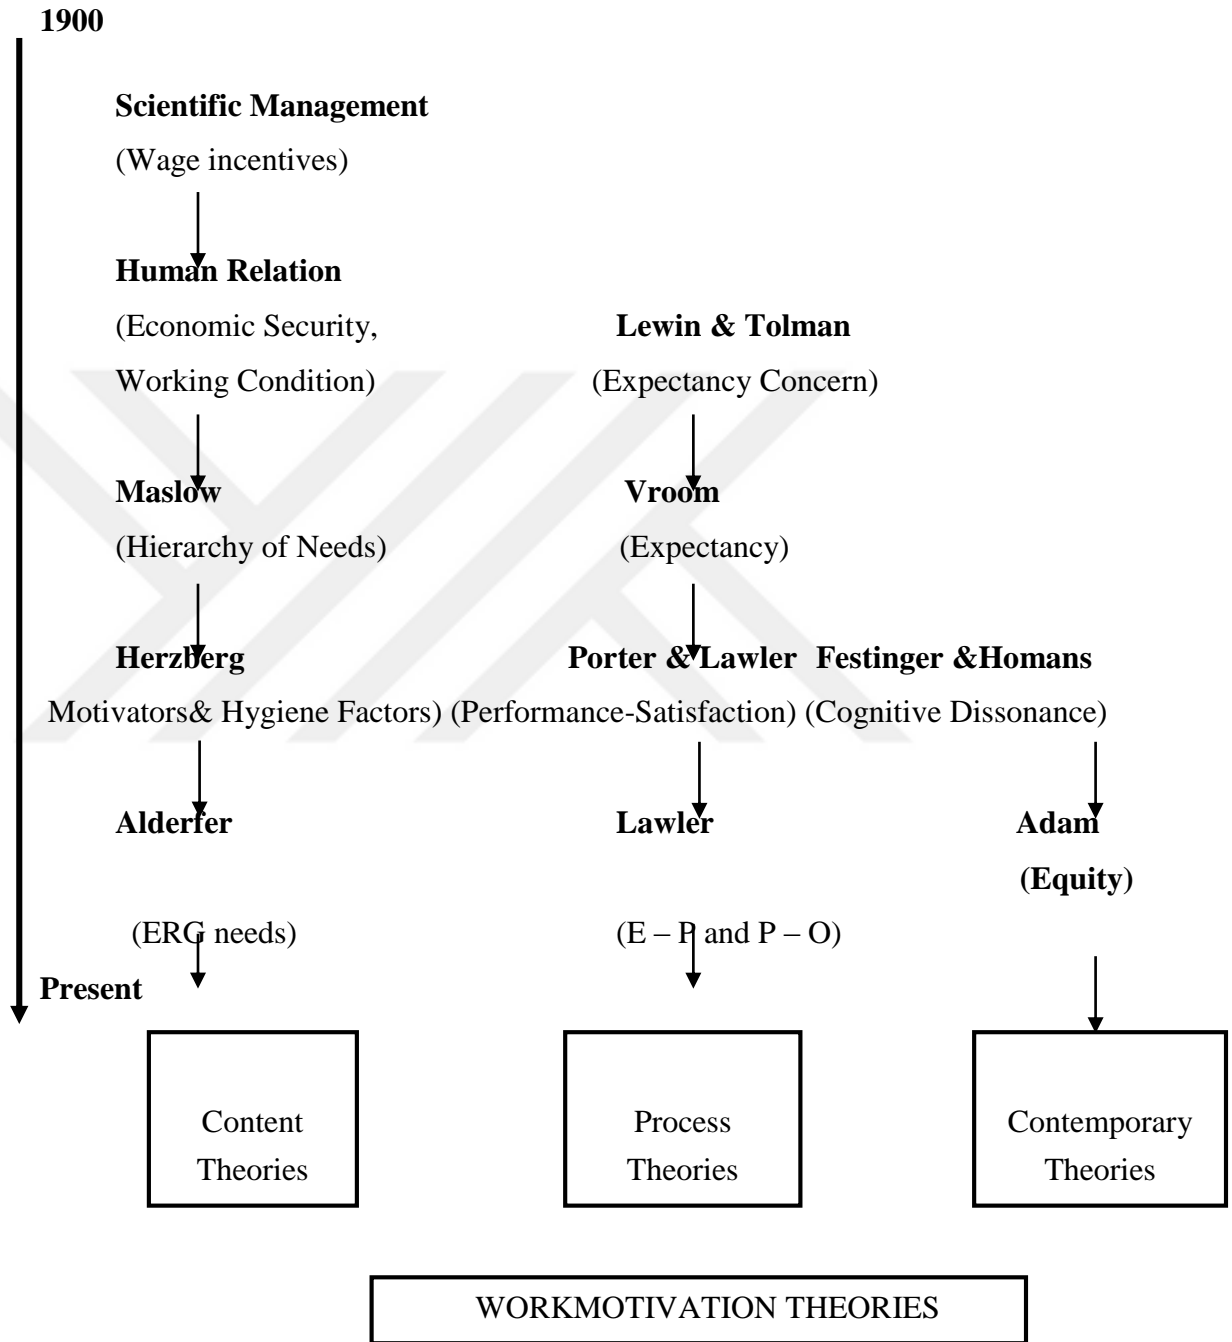 1900
Scientific Management
(Wage incentives)
Human Relation
(Economic Security,
Lewin & Tolman
Working Condition)
(Expectancy Concern)
Maslow
Vroom
(Hierarchy of Needs)
(Expectancy)
Herzberg
Porter & Lawler Festinger &Homans
Motivators& Hygiene Factors) (Performance-Satisfaction) (Cognitive Dissonance)
Alderfer
Lawler
Adam
(Equity)
(ERG needs)
(E – P and P – O)
Present
Content
Theories
Process
Theories
Contemporary
Theories
WORKMOTIVATION THEORIES